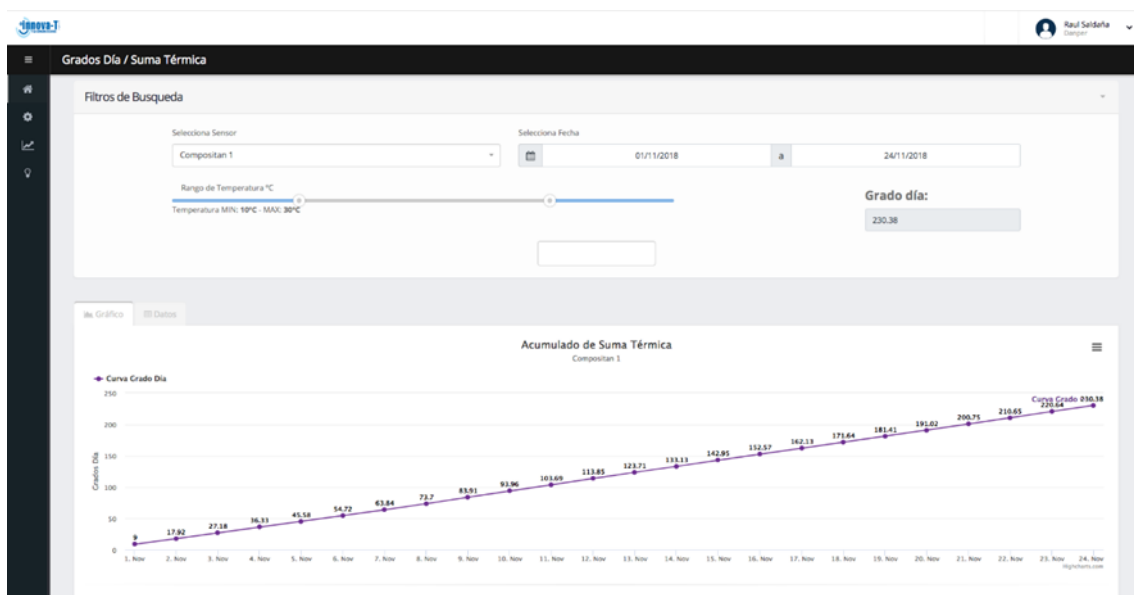 innova-T
Raul Saldaña
Danper
Grados Día / Suma Térmica
Filtros de Busqueda
Selecciona Sensor
Selecciona Fecha
Compositan 1
01/11/2018 a 24/11/2018
Rango de Temperatura °C
Temperatura MIN: 10°C - MAX: 30°C
Grado día:
230.38
Gráfico
Datos
Acumulado de Suma Térmica
Compositan 1
Curva Grado Día
Grados Día
250
200
150
100
50
0
9
17.92
27.18
36.33
45.58
54.72
63.84
73.7
83.91
93.96
103.69
113.85
123.71
133.13
142.95
152.57
162.13
171.64
181.41
191.02
200.75
210.65
220.64
Curva Grado
230.38
1. Nov
2. Nov
3. Nov
4. Nov
5. Nov
6. Nov
7. Nov
8. Nov
9. Nov
10. Nov
11. Nov
12. Nov
13. Nov
14. Nov
15. Nov
16. Nov
17. Nov
18. Nov
19. Nov
20. Nov
21. Nov
22. Nov
23. Nov
24. Nov
Highcharts.com